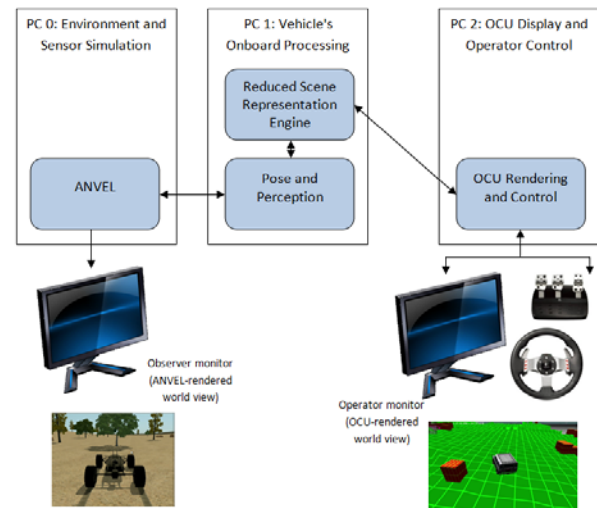 PC 0: Environment and
Sensor Simulation
PC 1: Vehicle's
Onboard Processing
PC 2: OCU Display and
Operator Control
Reduced Scene
Representation
Engine
ANVEL
Pose and
Perception
OCU Rendering
and Control
Observer monitor
(ANVEL-rendered
world view)
Operator monitor
(OCU-rendered
world view)